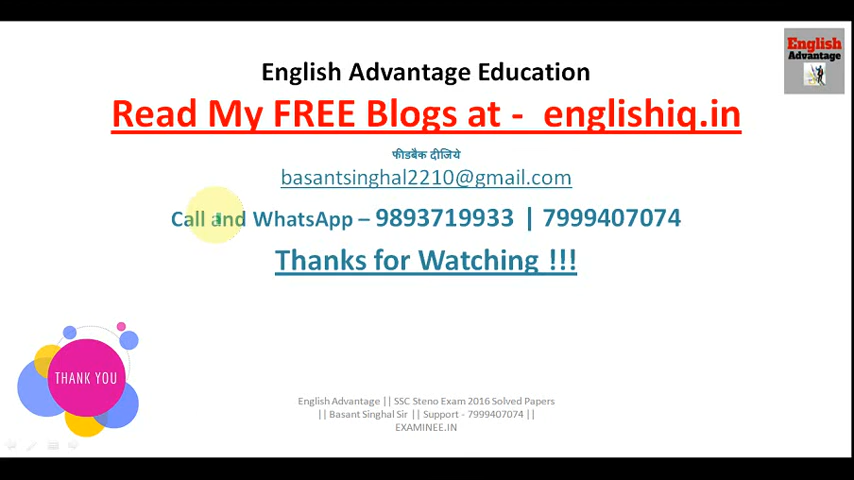 English
Advantage
English Advantage Education
Read My FREE Blogs at - englishiq.in
फीडबैक दीजिये
basantsinghal2210@gmail.com
Call and WhatsApp – 9893719933 | 7999407074
Thanks for Watching !!!
THANK YOU
English Advantage || SSC Steno Exam 2016 Solved Papers
|| Basant Singhal Sir || Support - 7999407074 ||
EXAMINEE.IN